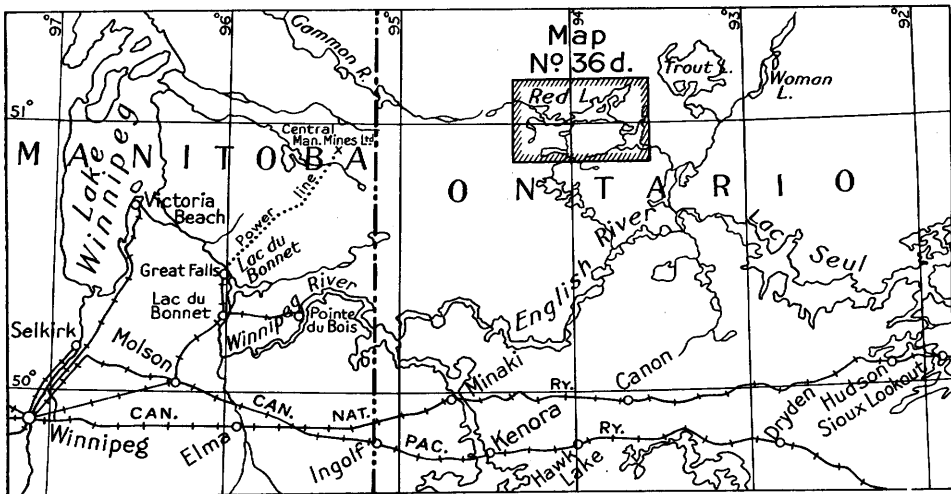 97
96
95
94
93
92
Gammon R.
Map
Nº 36d.
Trout L.
Woman
L.
Red L.
51°
Central
Man. Mines Ltd.
MANITOBA
ONTARIO
Lake
Winnipeg
Victoria
Beach
Power line
Lac du
Bonnet
Great Falls
Lac du
Bonnet
Winnipeg River
Pointe
du Bois
English River
Lac Seul
Selkirk
Molson
50°
Minaki
RY.
Canon
Hudson
Sioux Lookout
Dryden
CAN.
CAN.
NAT.
PAC.
RY.
Winnipeg
Elma
Ingolf
Kenora
Hawk
Lake